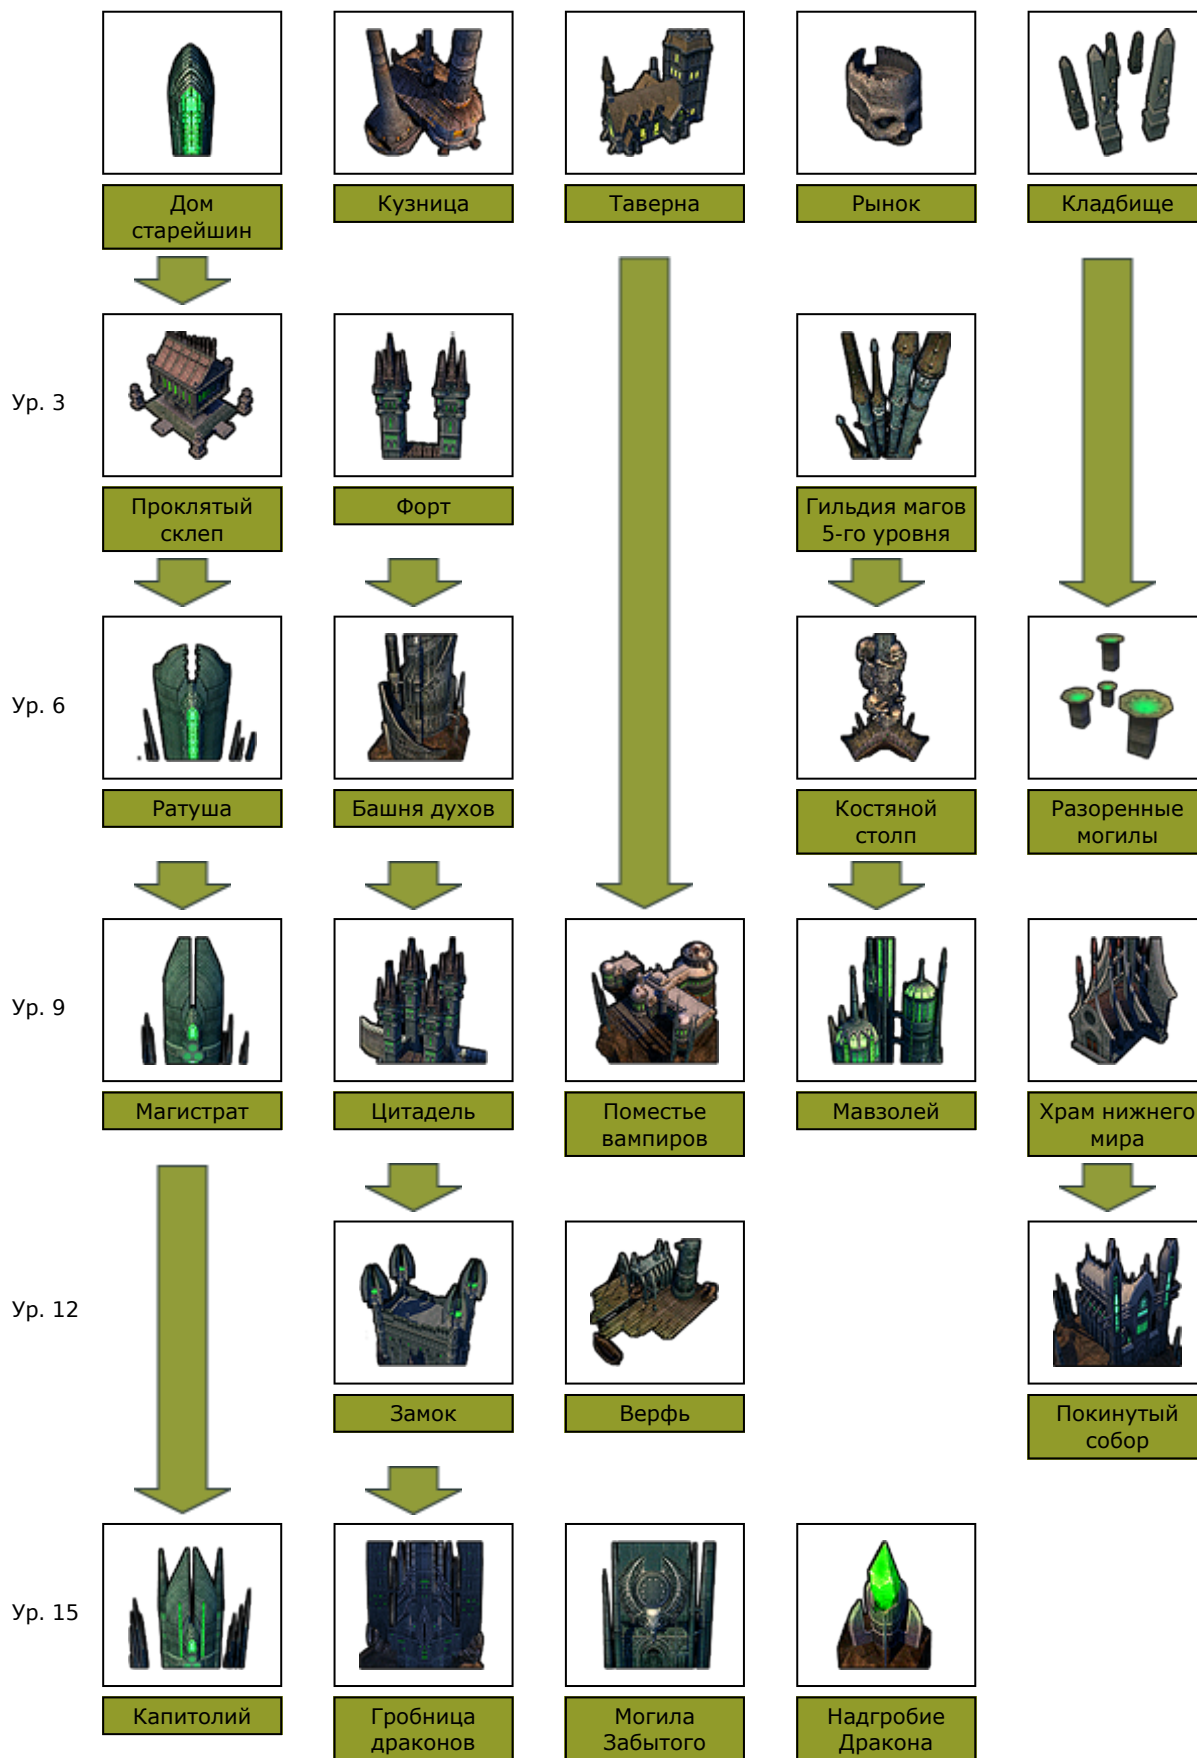 Дом
старейшин
Кузница
Таверна
Рынок
Кладбище
Ур. 3
Проклятый
склеп
Форт
Гильдия магов
5-го уровня
Ур. 6
Ратуша
Башня духов
Костяной
столп
Разоренные
могилы
Ур. 9
Магистрат
Цитадель
Поместье
вампиров
Мавзолей
Храм нижнего
мира
Ур. 12
Замок
Верфь
Покинутый
собор
Ур. 15
Капитолий
Гробница
драконов
Могила
Забытого
Надгробие
Дракона